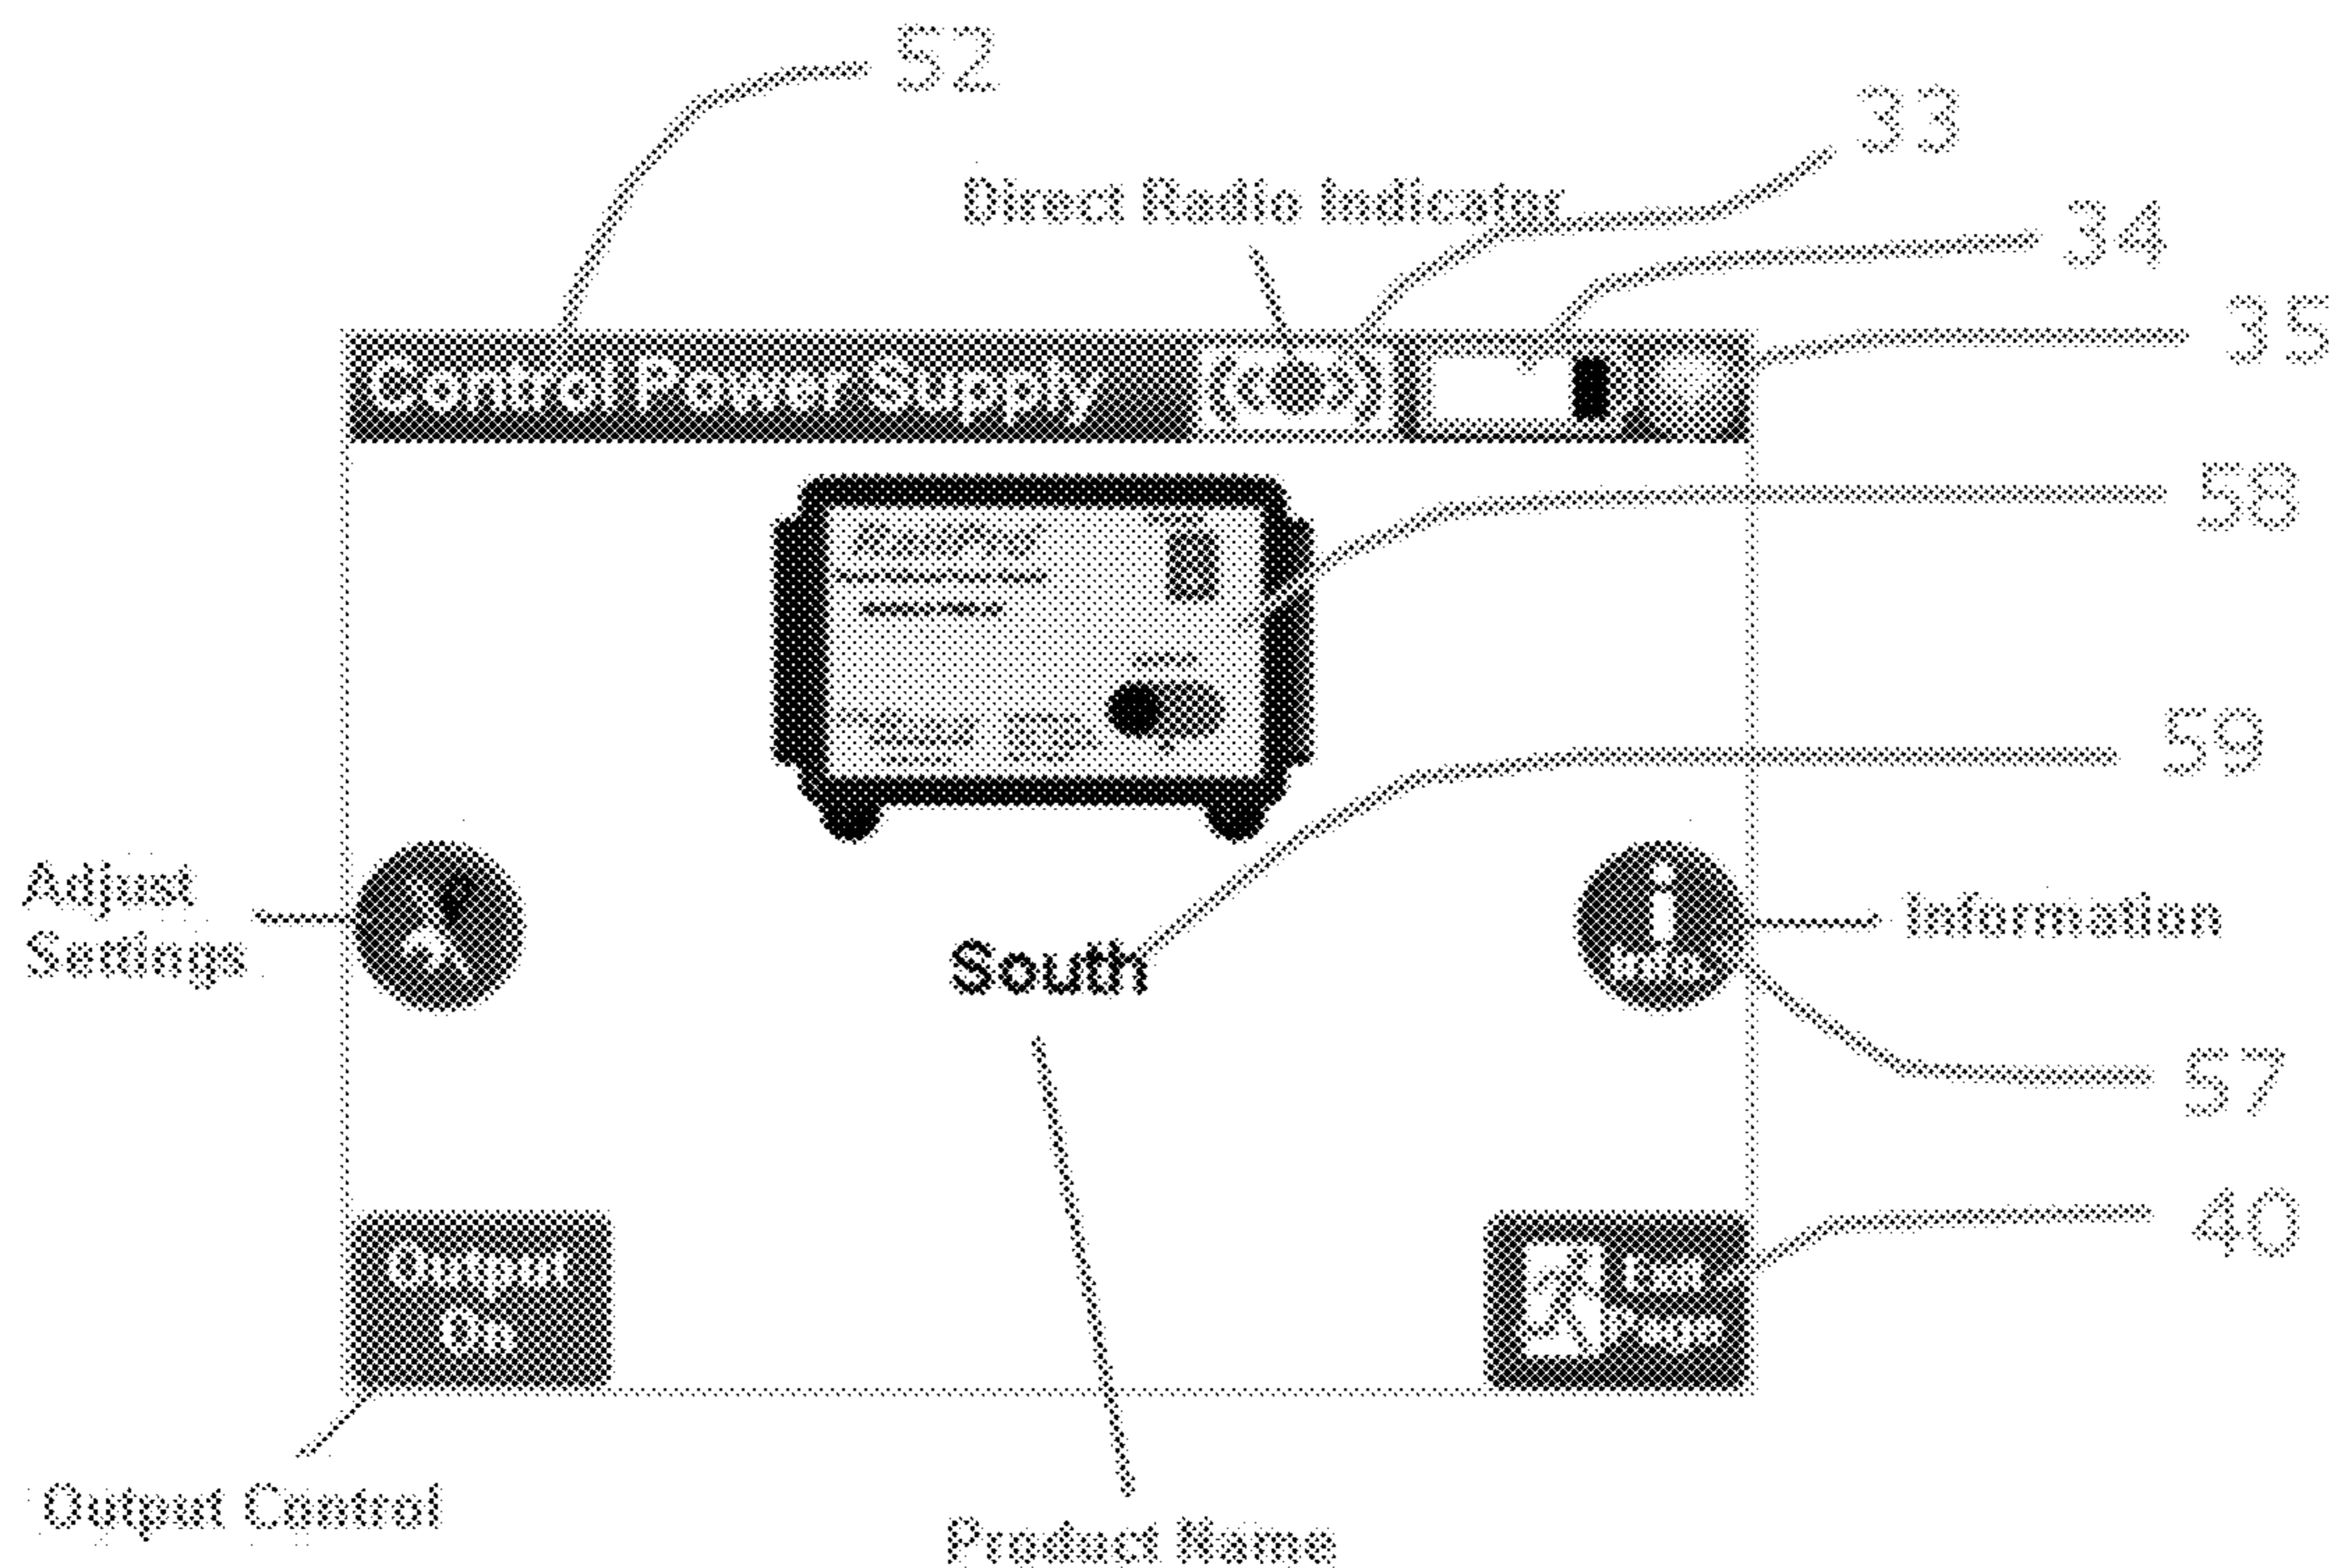 52
33
Direct Radio Indicator
34
35
Control Power Supply
58
59
Adjust
Settings
Information
South
57
40
Output
On
Output Control
Product Name